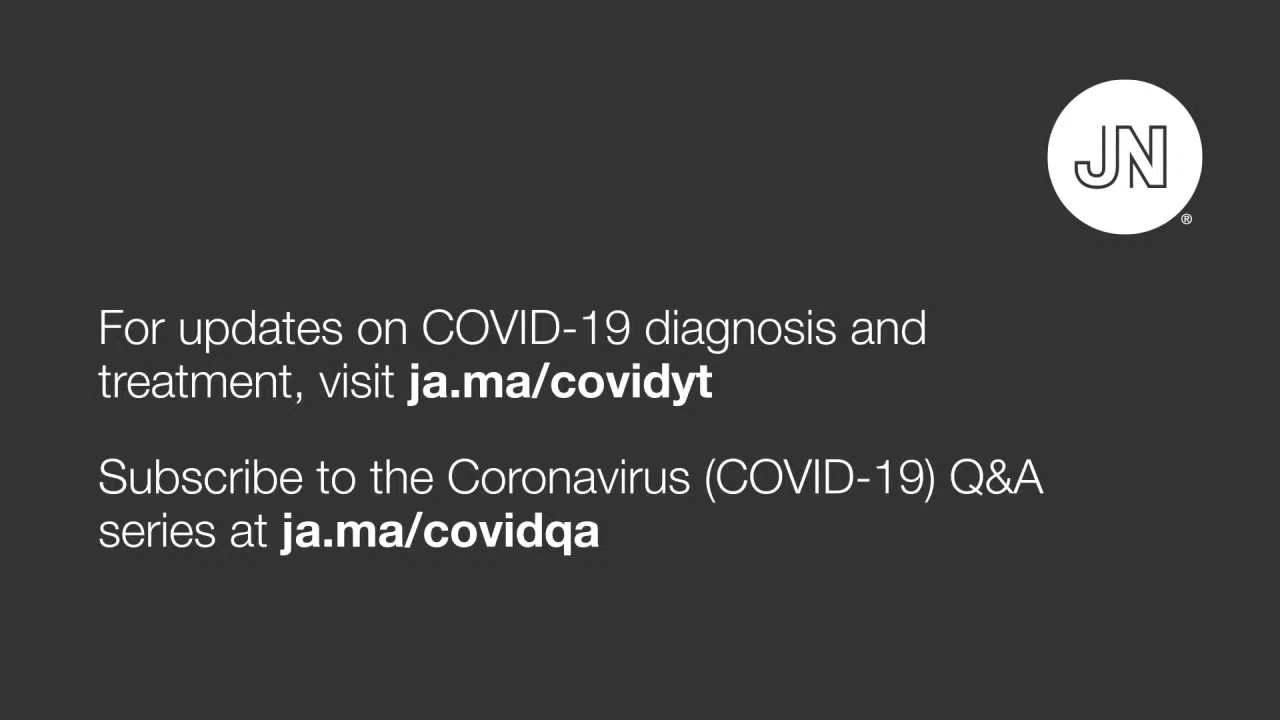 JN
®
For updates on COVID-19 diagnosis and
treatment, visit ja.ma/covidyt
Subscribe to the Coronavirus (COVID-19) Q&A
series at ja.ma/covidqa